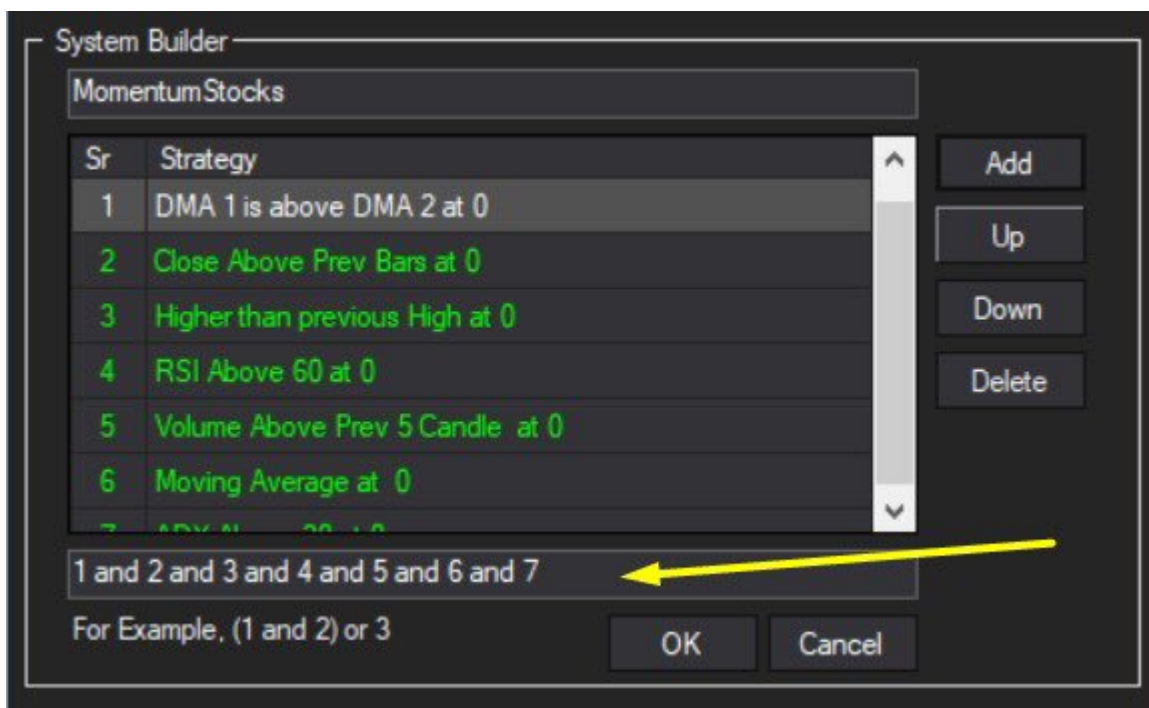 System Builder
MomentumStocks
Sr Strategy
1 DMA 1 is above DMA 2 at 0
2 Close Above Prev Bars at 0
3 Higher than previous High at 0
4 RSI Above 60 at 0
5 Volume Above Prev 5 Candle at 0
6 Moving Average at 0
1 and 2 and 3 and 4 and 5 and 6 and 7
For Example, (1 and 2) or 3
Add
Up
Down
Delete
OK Cancel